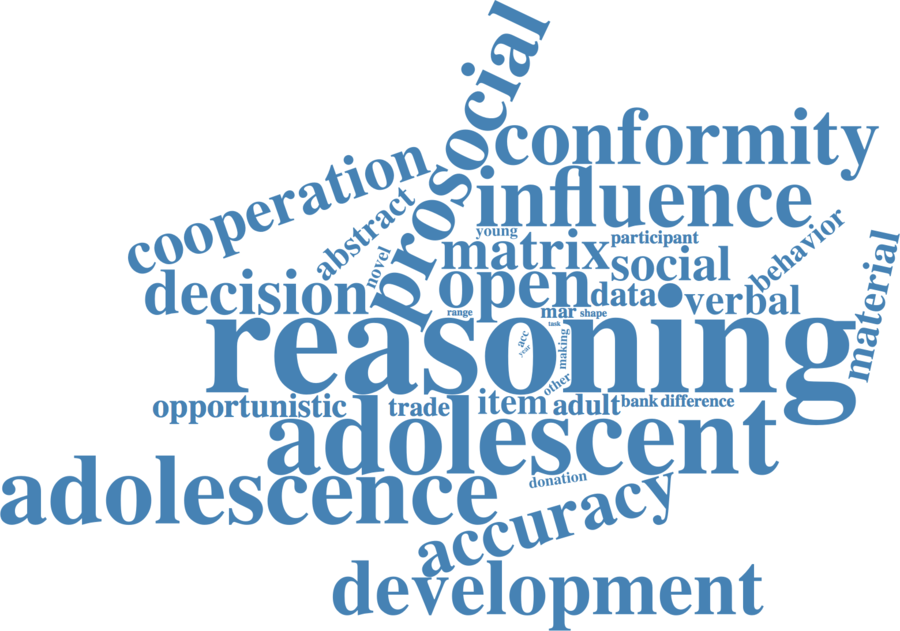 prosocial
conformity
cooperation
influence
abstract
young
participant
behavior
novel
matrix
social
material
decision
open
data
verbal
range
mar
shape
task
reasoning
acc
year
making
other
opportunistic
trade
item
adult
bank
difference
adolescent
adolescence
donation
accuracy
development